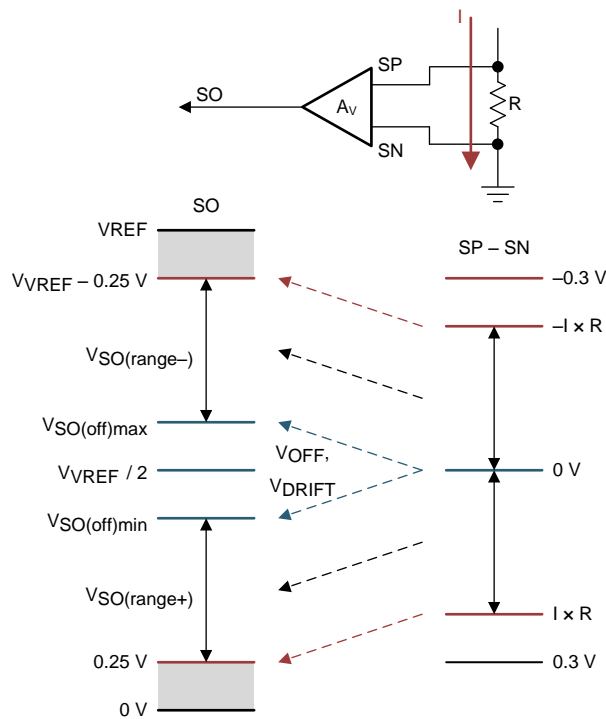 I
SP
SO
AV
R
SN
SO
VREF
SP – SN
VVREF – 0.25 V
–0.3 V
–I × R
VSO(range–)
VSO(off)max
VOFF,
VVREF / 2
0 V
VDRIFT
VSO(off)min
VSO(range+)
I × R
0.25 V
0.3 V
0 V